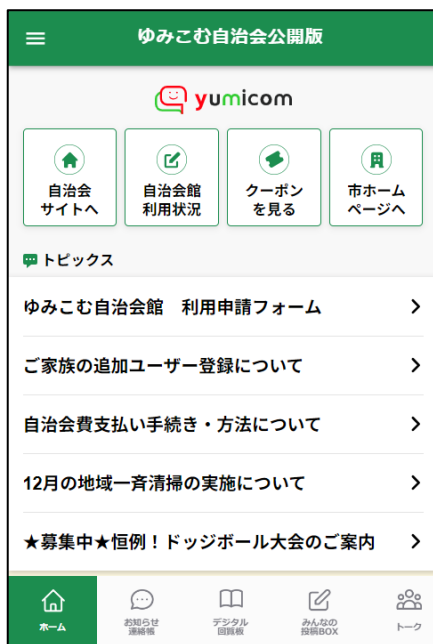 ゆみこむ自治会公開版
yumicom
自治会
サイトへ
自治会館
利用状況
クーポン
を見る
市ホーム
ページへ
トピックス
ゆみこむ自治会館　利用申請フォーム
ご家族の追加ユーザー登録について
自治会費支払い手続き・方法について
12月の地域一斉清掃の実施について
★募集中★恒例！ドッジボール大会のご案内
ホーム
お知らせ
連絡帳
デジタル
回覧板
みんなの
投稿BOX
トーク